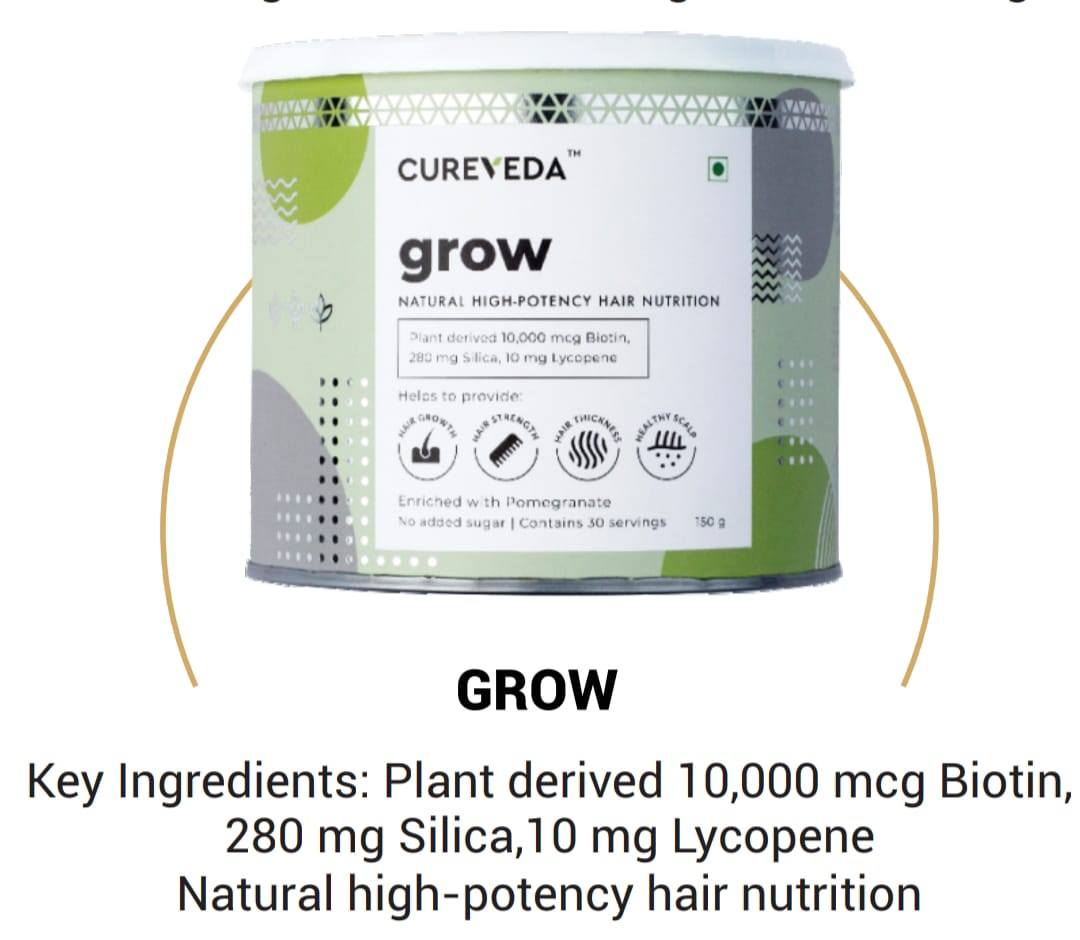 CUREVEDA™
grow
NATURAL HIGH-POTENCY HAIR NUTRITION
Plant derived 10,000 mcg Biotin,
280 mg Silica, 10 mg Lycopene
Helps to provide:
HAIR GROWTH
HAIR STRENGTH
HAIR THICKNESS
HEALTHY SCALP
Enriched with Pomegranate
No added sugar | Contains 30 servings 150 g
GROW
Key Ingredients: Plant derived 10,000 mcg Biotin,
280 mg Silica,10 mg Lycopene
Natural high-potency hair nutrition